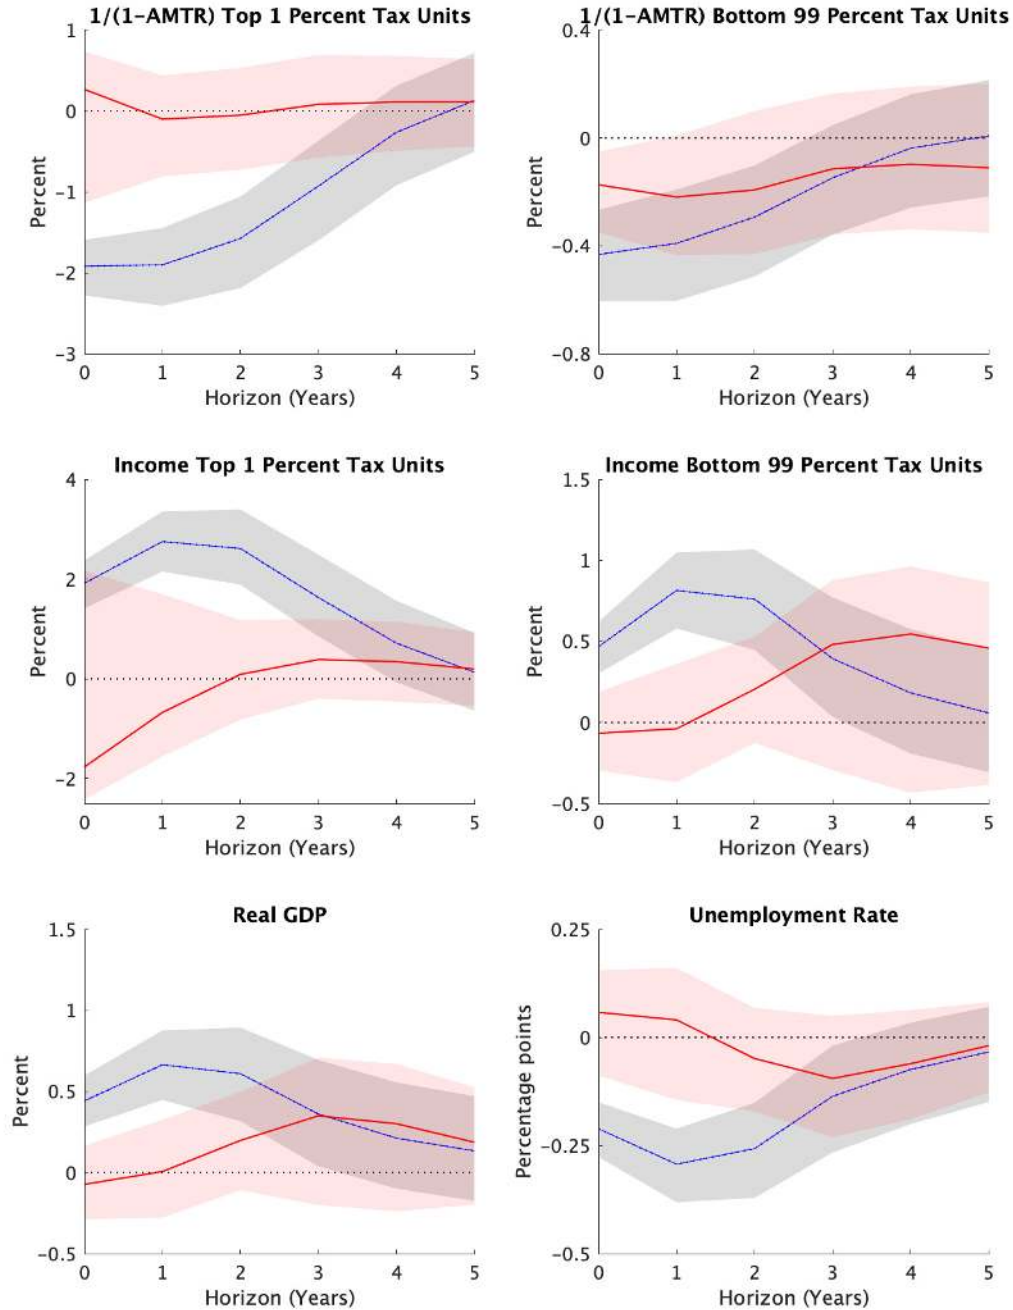 1/(1-AMTR) Top 1 Percent Tax Units
1
0
-1
-2
-3
Percent
0 1 2 3 4 5
Horizon (Years)
1/(1-AMTR) Bottom 99 Percent Tax Units
0.4
0
-0.4
-0.8
Percent
0 1 2 3 4 5
Horizon (Years)
Income Top 1 Percent Tax Units
4
2
0
-2
Percent
0 1 2 3 4 5
Horizon (Years)
Income Bottom 99 Percent Tax Units
1.5
1
0.5
0
-0.5
Percent
0 1 2 3 4 5
Horizon (Years)
Real GDP
1.5
1
0.5
0
-0.5
Percent
0 1 2 3 4 5
Horizon (Years)
Unemployment Rate
0.25
0
-0.25
-0.5
Percentage points
0 1 2 3 4 5
Horizon (Years)